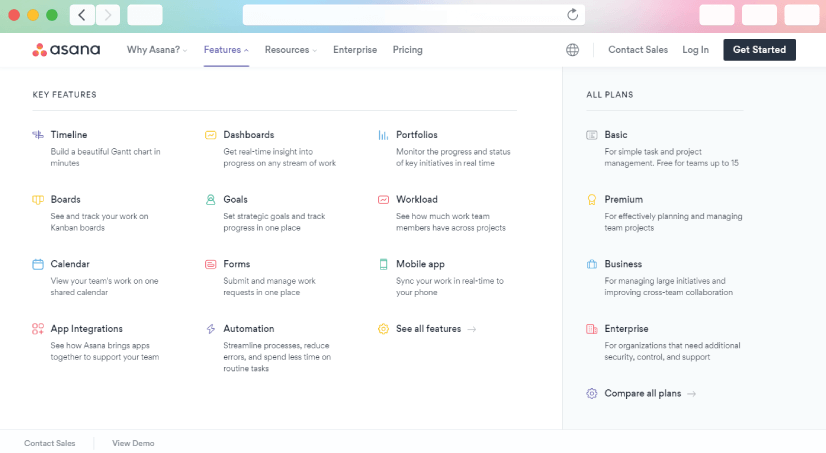 asana
Why Asana? Features Resources Enterprise Pricing
Contact Sales Log In Get Started
KEY FEATURES
Timeline
Build a beautiful Gantt chart in
minutes
Dashboards
Get real-time insight into
progress on any stream of work
Portfolios
Monitor the progress and status
of key initiatives in real time
Boards
See and track your work on
Kanban boards
Goals
Set strategic goals and track
progress in one place
Workload
See how much work team
members have across projects
Calendar
View your team's work on one
shared calendar
Forms
Submit and manage work
requests in one place
Mobile app
Sync your work in real-time to
your phone
App Integrations
See how Asana brings apps
together to support your team
Automation
Streamline processes, reduce
errors, and spend less time on
routine tasks
See all features →
ALL PLANS
Basic
For simple task and project
management. Free for teams up to 15
Premium
For effectively planning and managing
team projects
Business
For managing large initiatives and
improving cross-team collaboration
Enterprise
For organizations that need additional
security, control, and support
Compare all plans →
Contact Sales View Demo